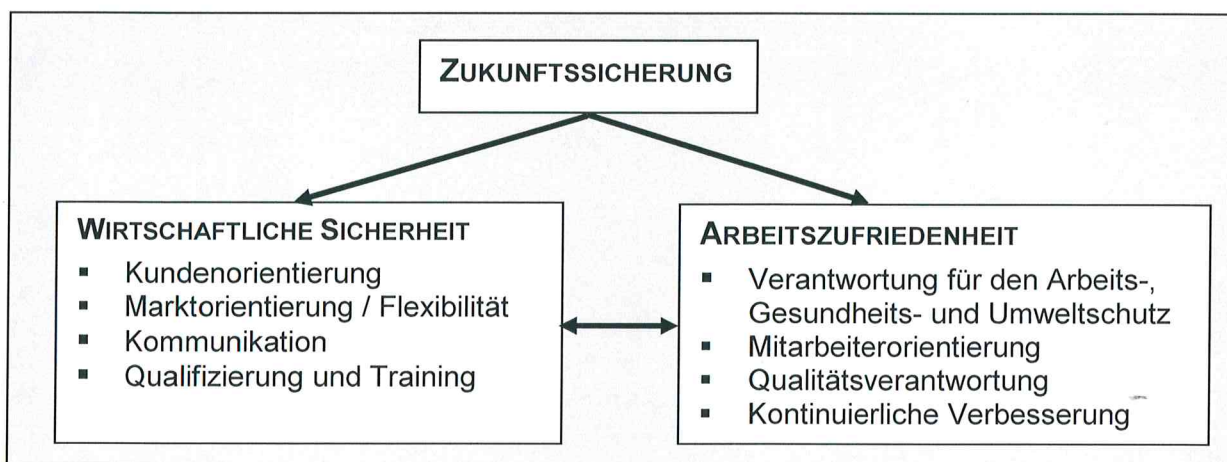 ZUKUNFTSSICHERUNG
WIRTSCHAFTLICHE SICHERHEIT
▪ Kundenorientierung
▪ Marktorientierung / Flexibilität
▪ Kommunikation
▪ Qualifizierung und Training
ARBEITSZUFRIEDENHEIT
▪ Verantwortung für den Arbeits-,
Gesundheits- und Umweltschutz
▪ Mitarbeiterorientierung
▪ Qualitätsverantwortung
▪ Kontinuierliche Verbesserung